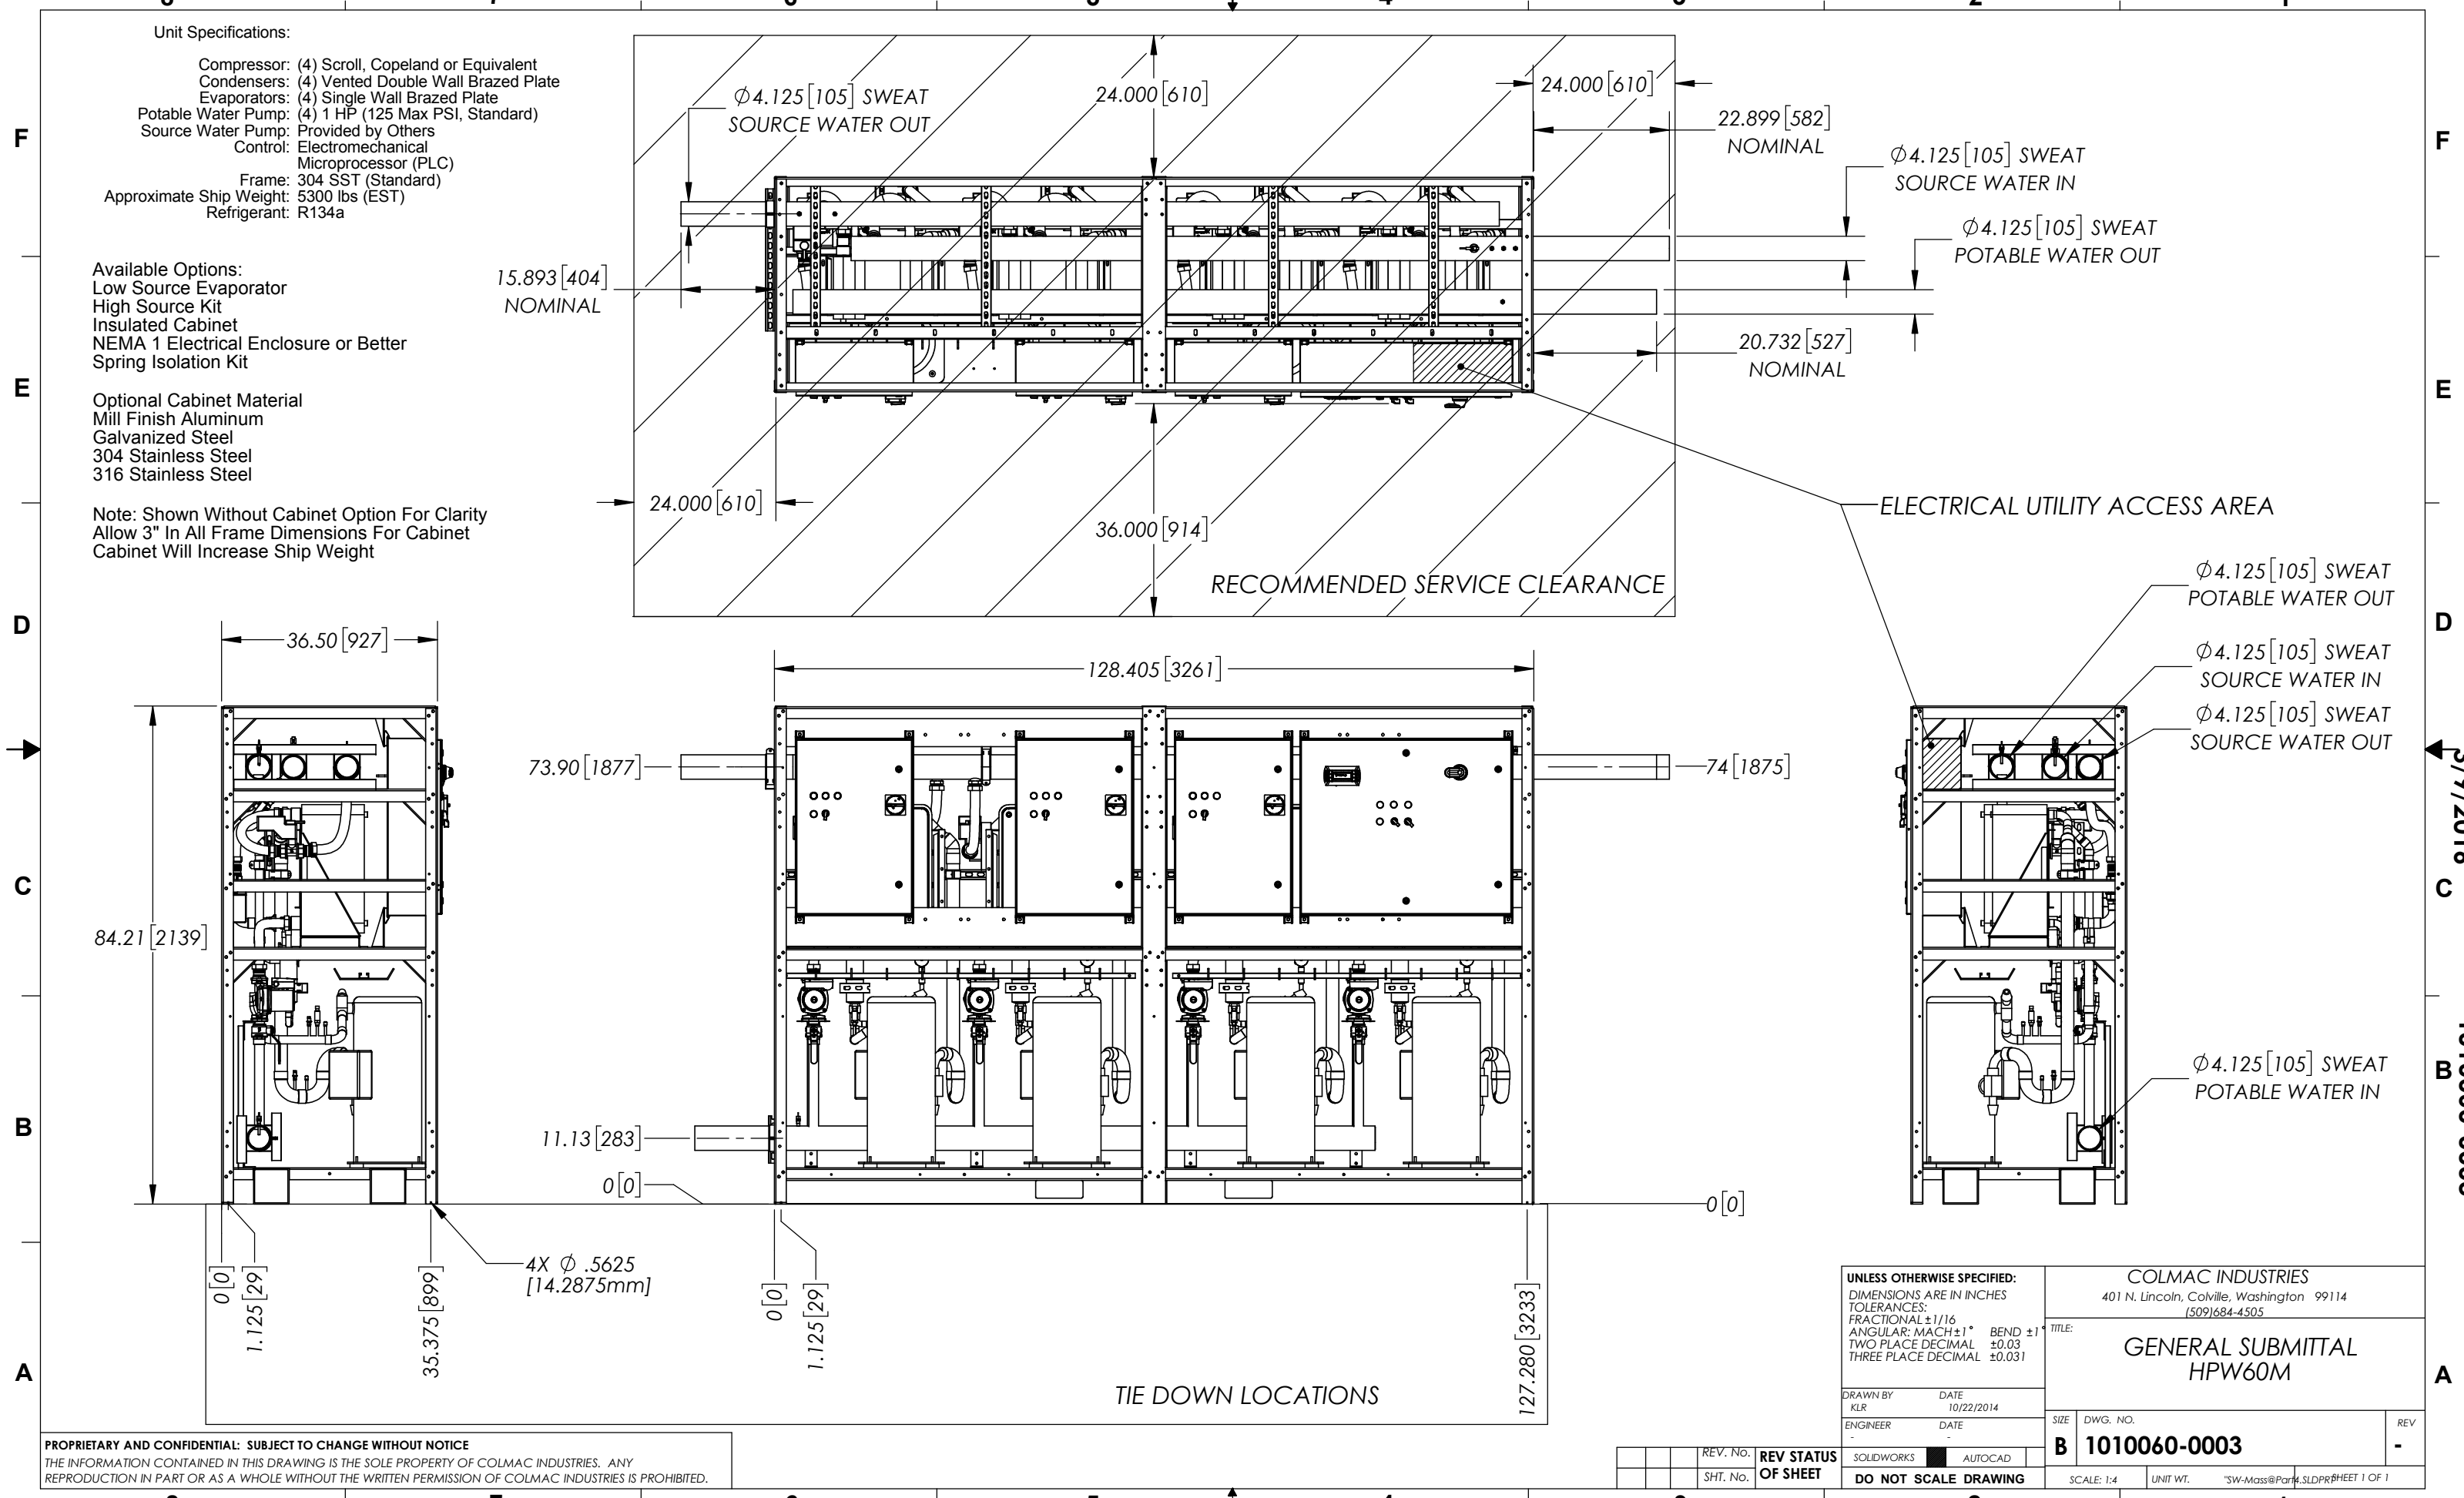 Unit Specifications:
Compressor: (4) Scroll, Copeland or Equivalent
Condensers: (4) Vented Double Wall Brazed Plate
Evaporators: (4) Single Wall Brazed Plate
Potable Water Pump: (4) 1 HP (125 Max PSI, Standard)
Source Water Pump: Provided by Others
Control: Electromechanical
Microprocessor (PLC)
Frame: 304 SST (Standard)
Approximate Ship Weight: 5300 lbs (EST)
Refrigerant: R134a
Available Options:
Low Source Evaporator
High Source Kit
Insulated Cabinet
NEMA 1 Electrical Enclosure or Better
Spring Isolation Kit
Optional Cabinet Material
Mill Finish Aluminum
Galvanized Steel
304 Stainless Steel
316 Stainless Steel
Note: Shown Without Cabinet Option For Clarity
Allow 3" In All Frame Dimensions For Cabinet
Cabinet Will Increase Ship Weight
∅4.125[105] SWEAT
SOURCE WATER OUT
24.000[610]
24.000[610]
22.899[582]
NOMINAL
∅4.125[105] SWEAT
SOURCE WATER IN
∅4.125[105] SWEAT
POTABLE WATER OUT
15.893[404]
NOMINAL
20.732[527]
NOMINAL
24.000[610]
36.000[914]
RECOMMENDED SERVICE CLEARANCE
ELECTRICAL UTILITY ACCESS AREA
∅4.125[105] SWEAT
POTABLE WATER OUT
∅4.125[105] SWEAT
SOURCE WATER IN
∅4.125[105] SWEAT
SOURCE WATER OUT
∅4.125[105] SWEAT
POTABLE WATER IN
36.50[927]
128.405[3261]
73.90[1877]
74[1875]
84.21[2139]
11.13[283]
0[0]
0[0]
0[0]
1.125[29]
35.375[899]
4X ∅ .5625
[14.2875mm]
0[0]
1.125[29]
127.280[3233]
TIE DOWN LOCATIONS
F
E
D
C
B
A
F
E
D
C
B
A
UNLESS OTHERWISE SPECIFIED:
DIMENSIONS ARE IN INCHES
TOLERANCES:
FRACTIONAL ±1/16
ANGULAR: MACH±1° BEND ±1°
TWO PLACE DECIMAL ±0.03
THREE PLACE DECIMAL ±0.031
DRAWN BY DATE
KLR 10/22/2014
ENGINEER DATE
- -
SOLIDWORKS AUTOCAD
DO NOT SCALE DRAWING
COLMAC INDUSTRIES
401 N. Lincoln, Colville, Washington 99114
(509)684-4505
TITLE:
GENERAL SUBMITTAL
HPW60M
SIZE DWG. NO. REV
B 1010060-0003 -
SCALE: 1:4 UNIT WT. "SW-Mass@Part4.SLDPRT" SHEET 1 OF 1
REV. No. REV STATUS
SHT. No. OF SHEET
PROPRIETARY AND CONFIDENTIAL: SUBJECT TO CHANGE WITHOUT NOTICE
THE INFORMATION CONTAINED IN THIS DRAWING IS THE SOLE PROPERTY OF COLMAC INDUSTRIES. ANY
REPRODUCTION IN PART OR AS A WHOLE WITHOUT THE WRITTEN PERMISSION OF COLMAC INDUSTRIES IS PROHIBITED.